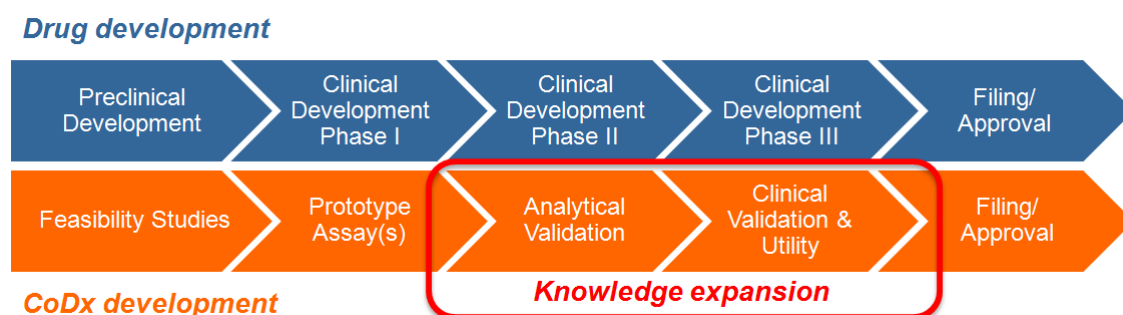 Drug development
Preclinical
Development
Clinical
Development
Phase I
Clinical
Development
Phase II
Clinical
Development
Phase III
Filing/
Approval
Feasibility Studies
Prototype
Assay(s)
Analytical
Validation
Clinical
Validation &
Utility
Filing/
Approval
Knowledge expansion
CoDx development